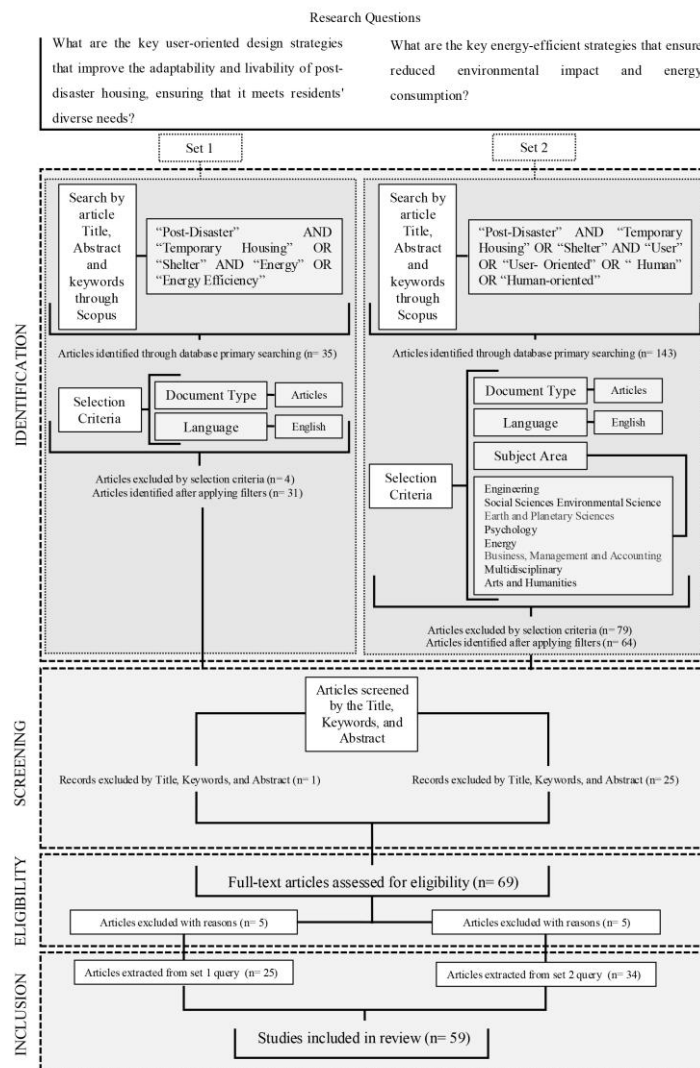 Research Questions
What are the key user-oriented design strategies
that improve the adaptability and livability of post-
disaster housing, ensuring that it meets residents'
diverse needs?
What are the key energy-efficient strategies that ensure
reduced environmental impact and energy
consumption?
Set 1
Set 2
IDENTIFICATION
Search by
article
Title,
Abstract
and
keywords
through
Scopus
“Post-Disaster” AND
“Temporary Housing” OR
“Shelter” AND “Energy” OR
“Energy Efficiency”
Articles identified through database primary searching (n= 35)
Selection
Criteria
Document Type
Articles
Language
English
Articles excluded by selection criteria (n= 4)
Articles identified after applying filters (n= 31)
Search by
article
Title,
Abstract
and
keywords
through
Scopus
“Post-Disaster” AND “Temporary
Housing” OR “Shelter” AND “User”
OR “User- Oriented” OR “ Human”
OR “Human-oriented”
Articles identified through database primary searching (n= 143)
Selection
Criteria
Document Type
Articles
Language
English
Subject Area
Engineering
Social Sciences Environmental Science
Earth and Planetary Sciences
Psychology
Energy
Business, Management and Accounting
Multidisciplinary
Arts and Humanities
Articles excluded by selection criteria (n= 79)
Articles identified after applying filters (n= 64)
SCREENING
Articles screened
by the Title,
Keywords, and
Abstract
Records excluded by Title, Keywords, and Abstract (n= 1)
Records excluded by Title, Keywords, and Abstract (n= 25)
ELIGIBILITY
Full-text articles assessed for eligibility (n= 69)
Articles excluded with reasons (n= 5)
Articles excluded with reasons (n= 5)
INCLUSION
Articles extracted from set 1 query (n= 25)
Articles extracted from set 2 query (n= 34)
Studies included in review (n= 59)